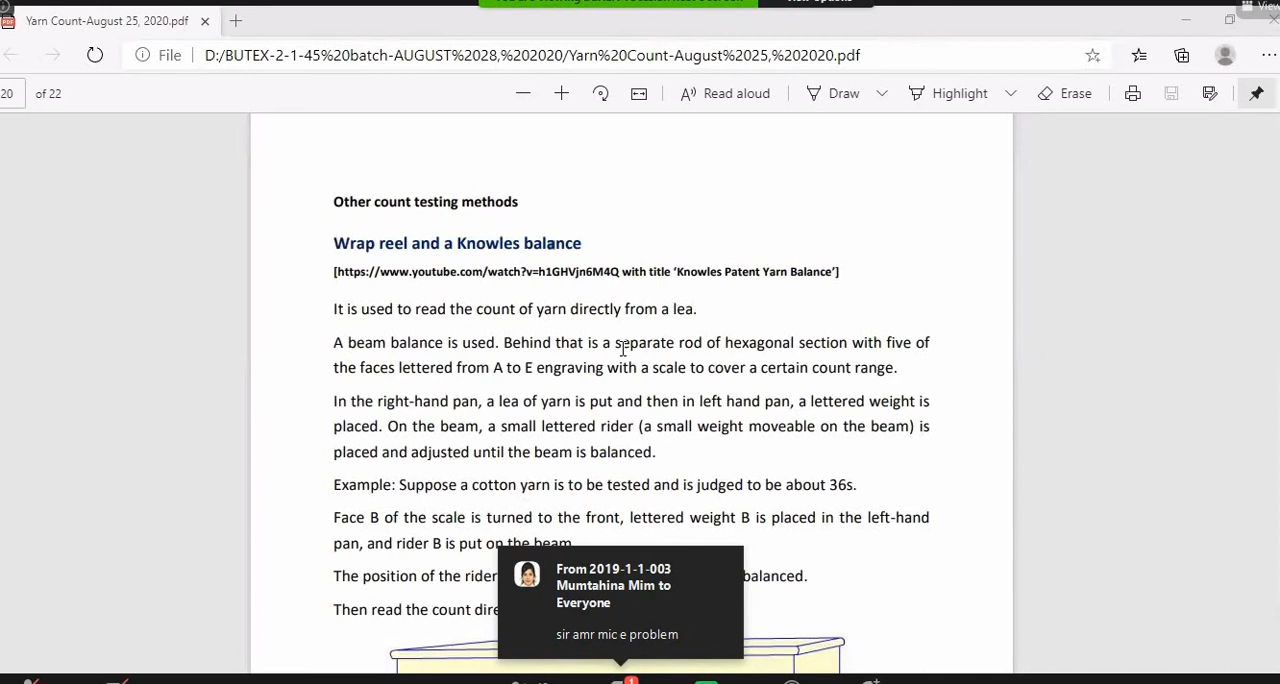 Yarn Count-August 25, 2020.pdf
View
File
D:/BUTEX-2-1-45%20batch-AUGUST%2028,%202020/Yarn%20Count-August%2025,%202020.pdf
20 of 22
Read aloud
Draw
Highlight
Erase
Other count testing methods
Wrap reel and a Knowles balance
[https://www.youtube.com/watch?v=h1GHVjn6M4Q with title ‘Knowles Patent Yarn Balance’]
It is used to read the count of yarn directly from a lea.
A beam balance is used. Behind that is a separate rod of hexagonal section with five of
the faces lettered from A to E engraving with a scale to cover a certain count range.
In the right-hand pan, a lea of yarn is put and then in left hand pan, a lettered weight is
placed. On the beam, a small lettered rider (a small weight moveable on the beam) is
placed and adjusted until the beam is balanced.
Example: Suppose a cotton yarn is to be tested and is judged to be about 36s.
Face B of the scale is turned to the front, lettered weight B is placed in the left-hand
pan, and rider B is put on the beam.
The position of the rider balanced.
Then read the count dire
From 2019-1-1-003
Mumtahina Mim to
Everyone
sir amr mic e problem
1